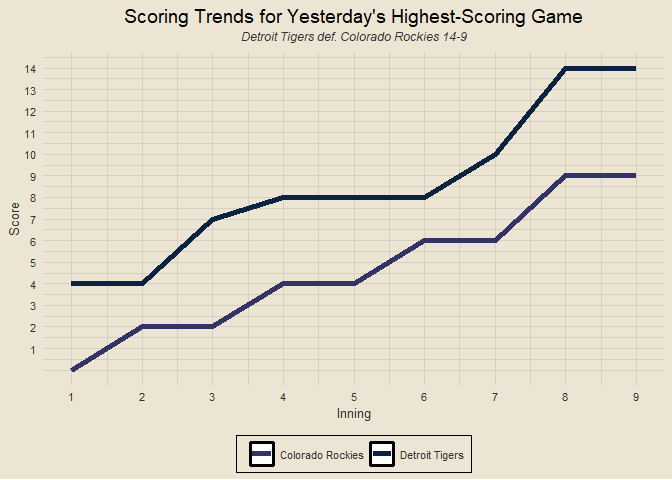 Scoring Trends for Yesterday's Highest-Scoring Game
Detroit Tigers def. Colorado Rockies 14-9
14
13
12
11
10
9
8
7
6
5
4
3
2
1
Score
1 2 3 4 5 6 7 8 9
Inning
Colorado Rockies Detroit Tigers